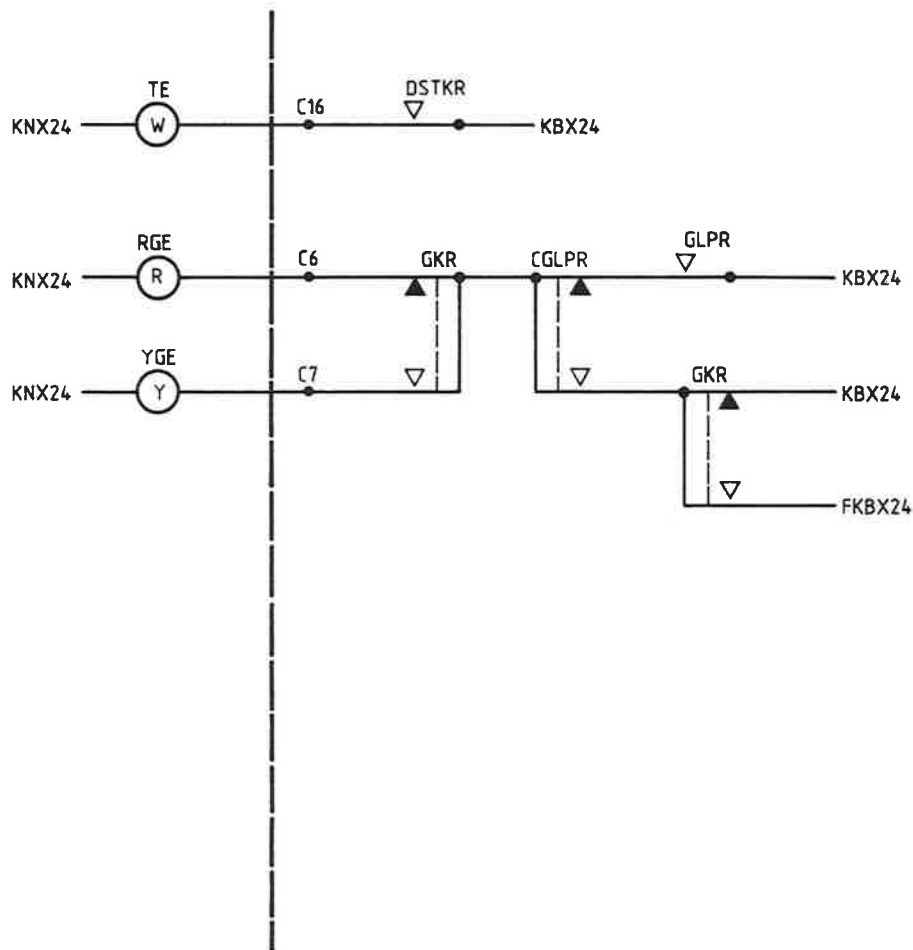 TE
DSTKR
KNX24
W
C16
KBX24
RGE
GLPR
KNX24
R
C6
GKR
CGLPR
KBX24
YGE
KNX24
Y
C7
GKR
KBX24
FKBX24